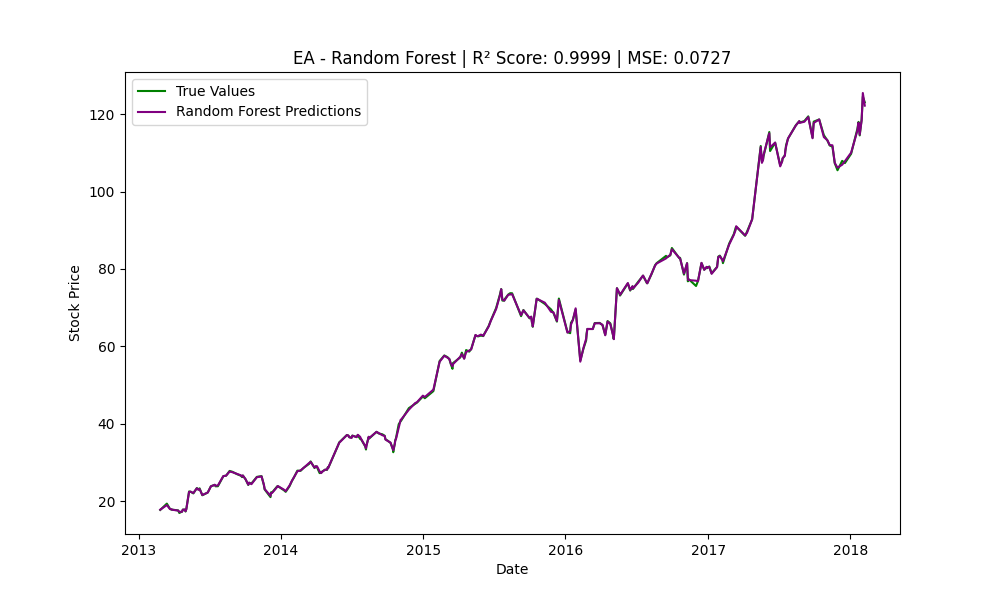 EA - Random Forest | R² Score: 0.9999 | MSE: 0.0727
True Values
Random Forest Predictions
120
100
80
60
40
20
Stock Price
2013 2014 2015 2016 2017 2018
Date